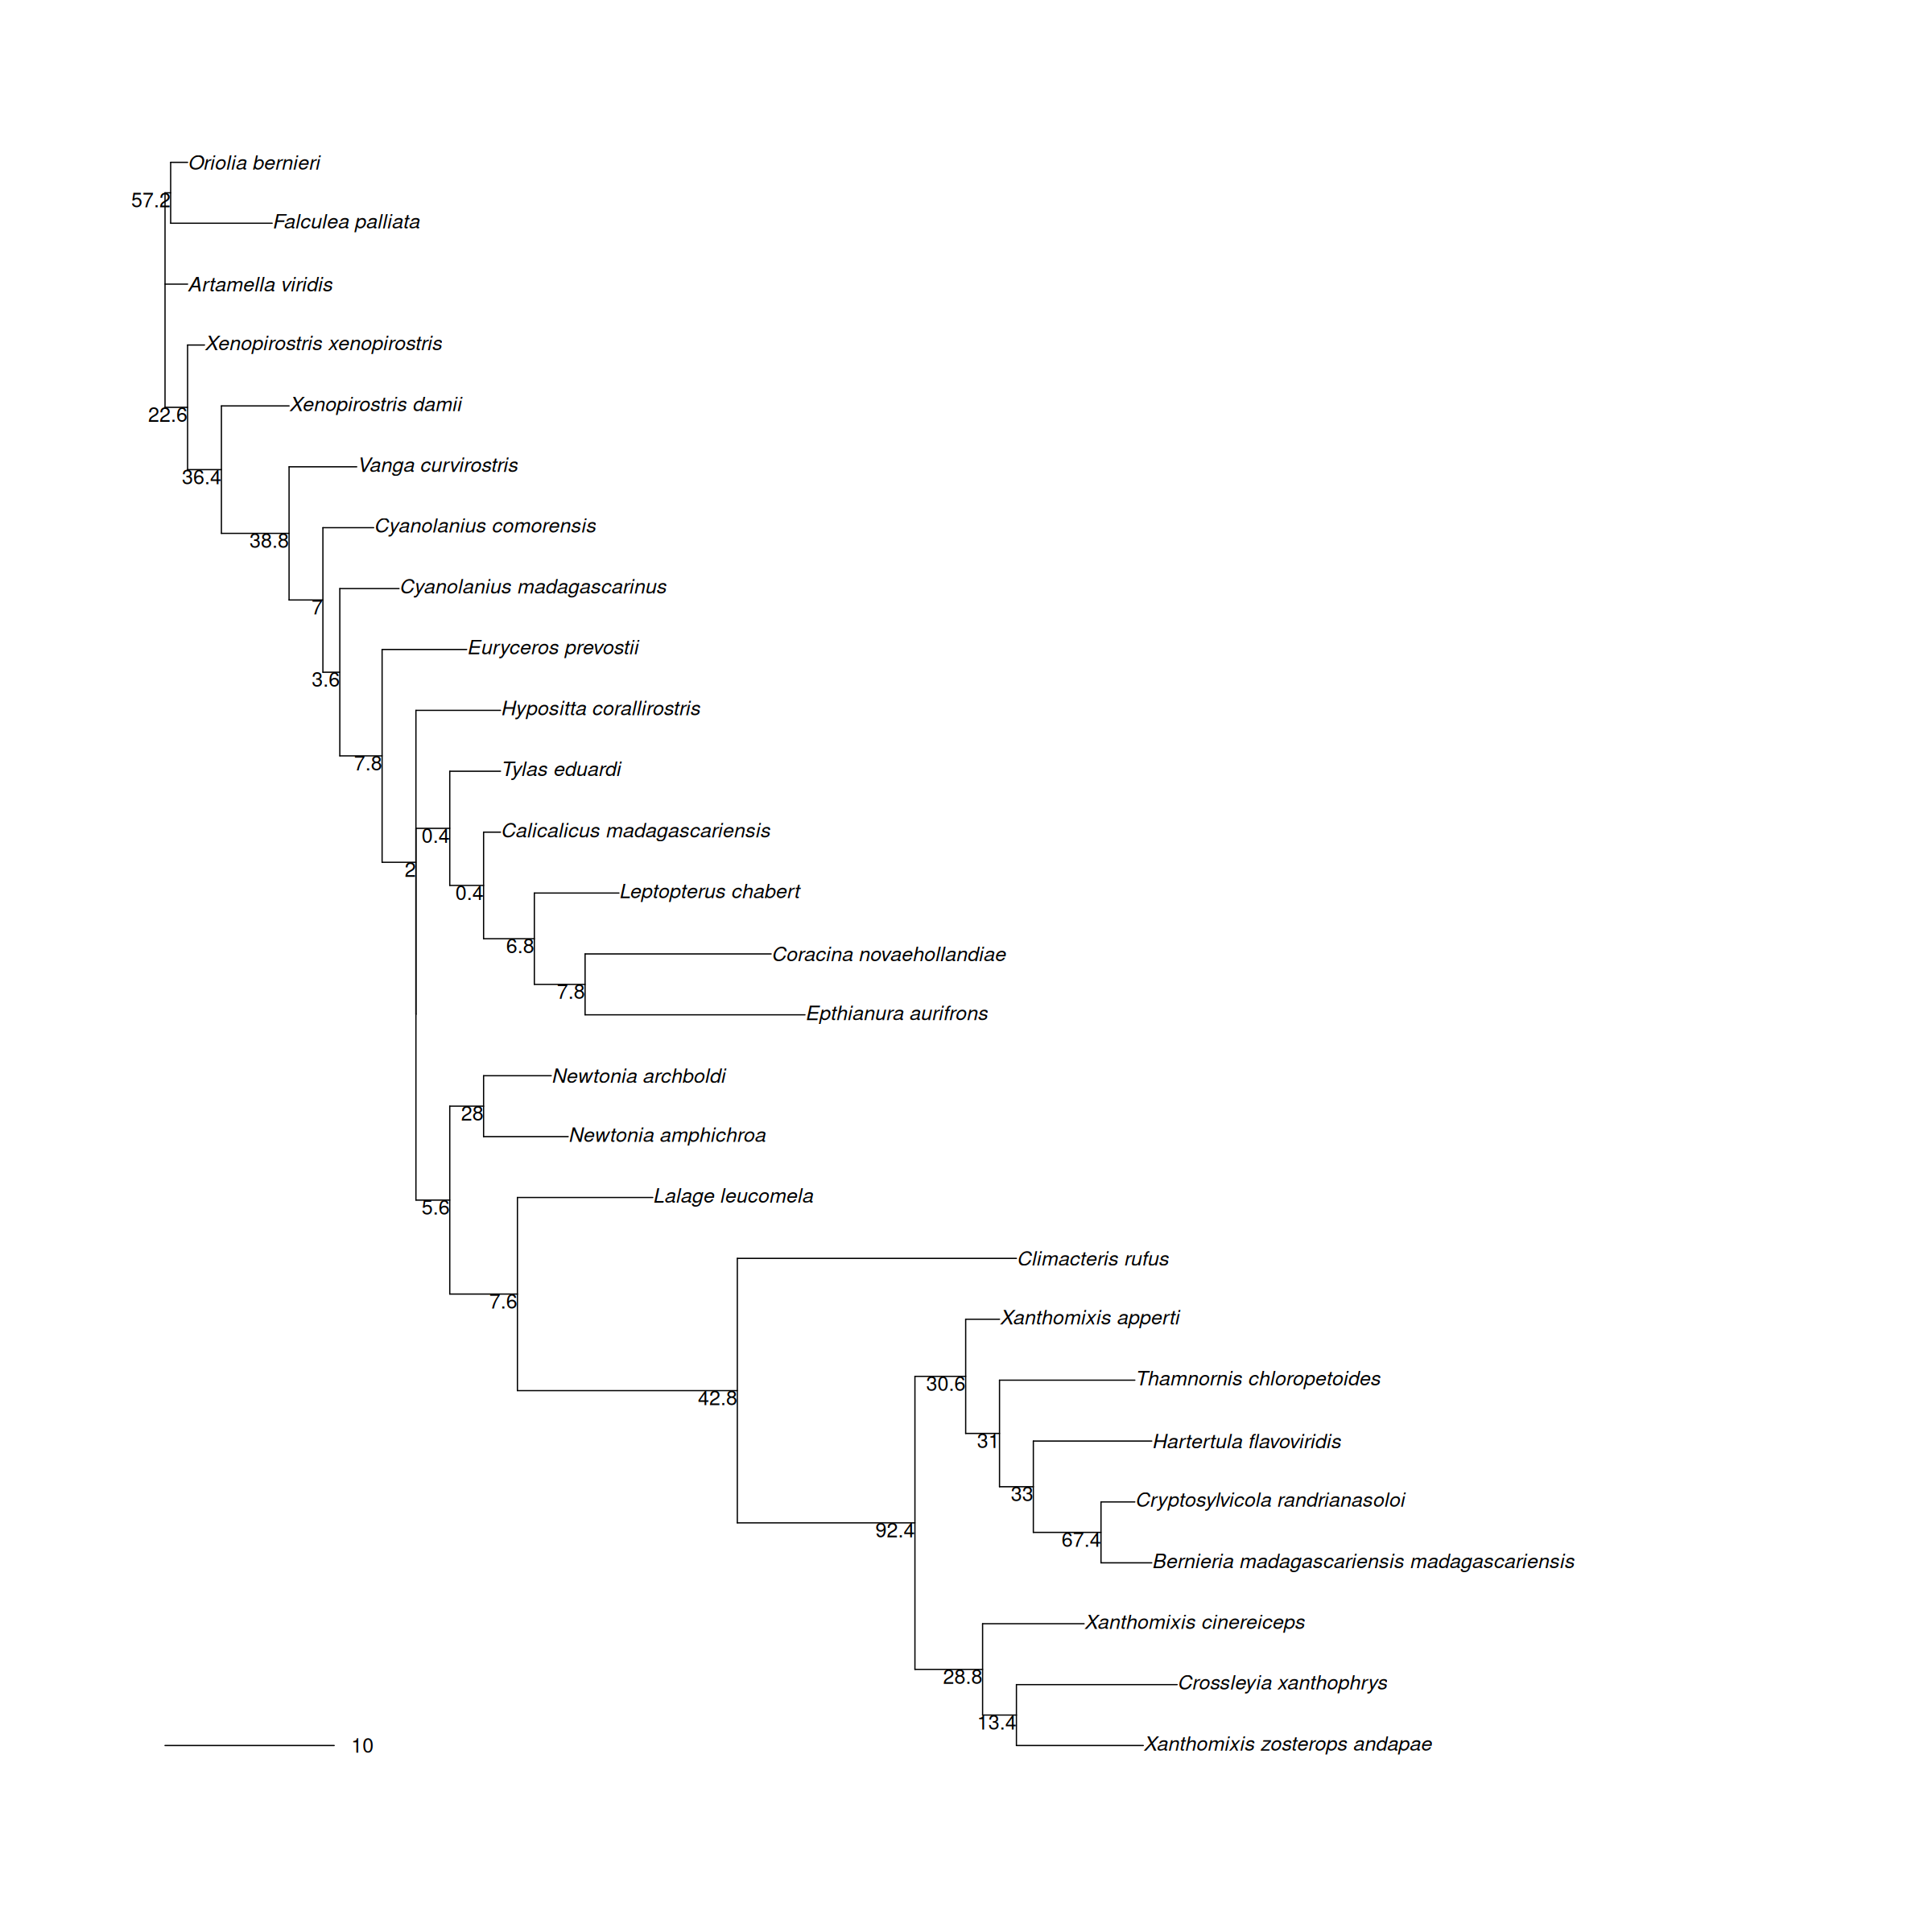 Oriolia bernieri
57.2
Falculea palliata
Artamella viridis
Xenopirostris xenopirostris
Xenopirostris damii
22.6
Vanga curvirostris
36.4
Cyanolanius comorensis
38.8
Cyanolanius madagascarinus
7
Euryceros prevostii
3.6
Hypositta corallirostris
7.8
Tylas eduardi
Calicalicus madagascariensis
0.4
2
Leptopterus chabert
0.4
6.8
Coracina novaehollandiae
7.8
Epthianura aurifrons
Newtonia archboldi
28
Newtonia amphichroa
Lalage leucomela
5.6
Climacteris rufus
7.6
Xanthomixis apperti
Thamnornis chloropetoides
30.6
42.8
31
Hartertula flavoviridis
33
Cryptosylvicola randrianasoloi
92.4
67.4
Bernieria madagascariensis madagascariensis
Xanthomixis cinereiceps
28.8
Crossleyia xanthophrys
13.4
Xanthomixis zosterops andapae
10